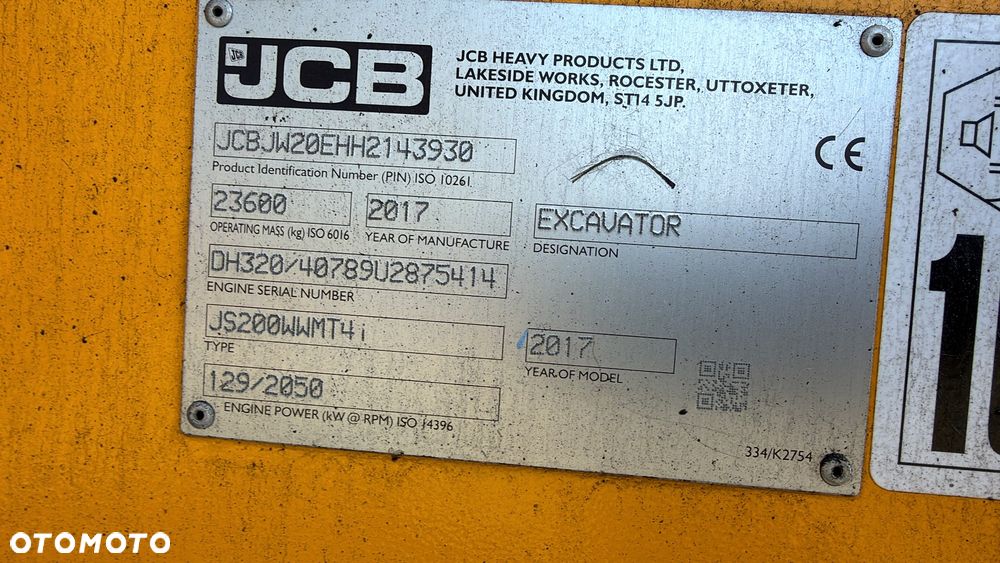 JCB
JCB
JCB HEAVY PRODUCTS LTD,
LAKESIDE WORKS, ROCESTER, UTTOXETER,
UNITED KINGDOM, ST14 5JP.
JCBJW20EHH2143930
Product Identification Number (PIN) ISO 10261
CE
23600
OPERATING MASS (kg) ISO 6016
2017
YEAR OF MANUFACTURE
EXCAVATOR
DESIGNATION
DH320/40789U2875414
ENGINE SERIAL NUMBER
JS200WWMT4i
TYPE
2017
YEAR OF MODEL
129/2050
ENGINE POWER (kW @ RPM) ISO 14396
334/K2754
OTOMOTO